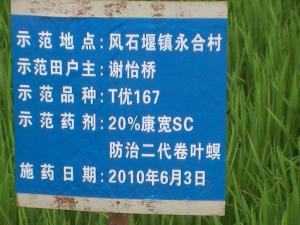 示范地点:风石堰镇永合村
示范田户主:谢怡桥
示范品种:T优167
示范药剂:20%康宽SC
防治二代卷叶螟
施药日期:2010年6月3日